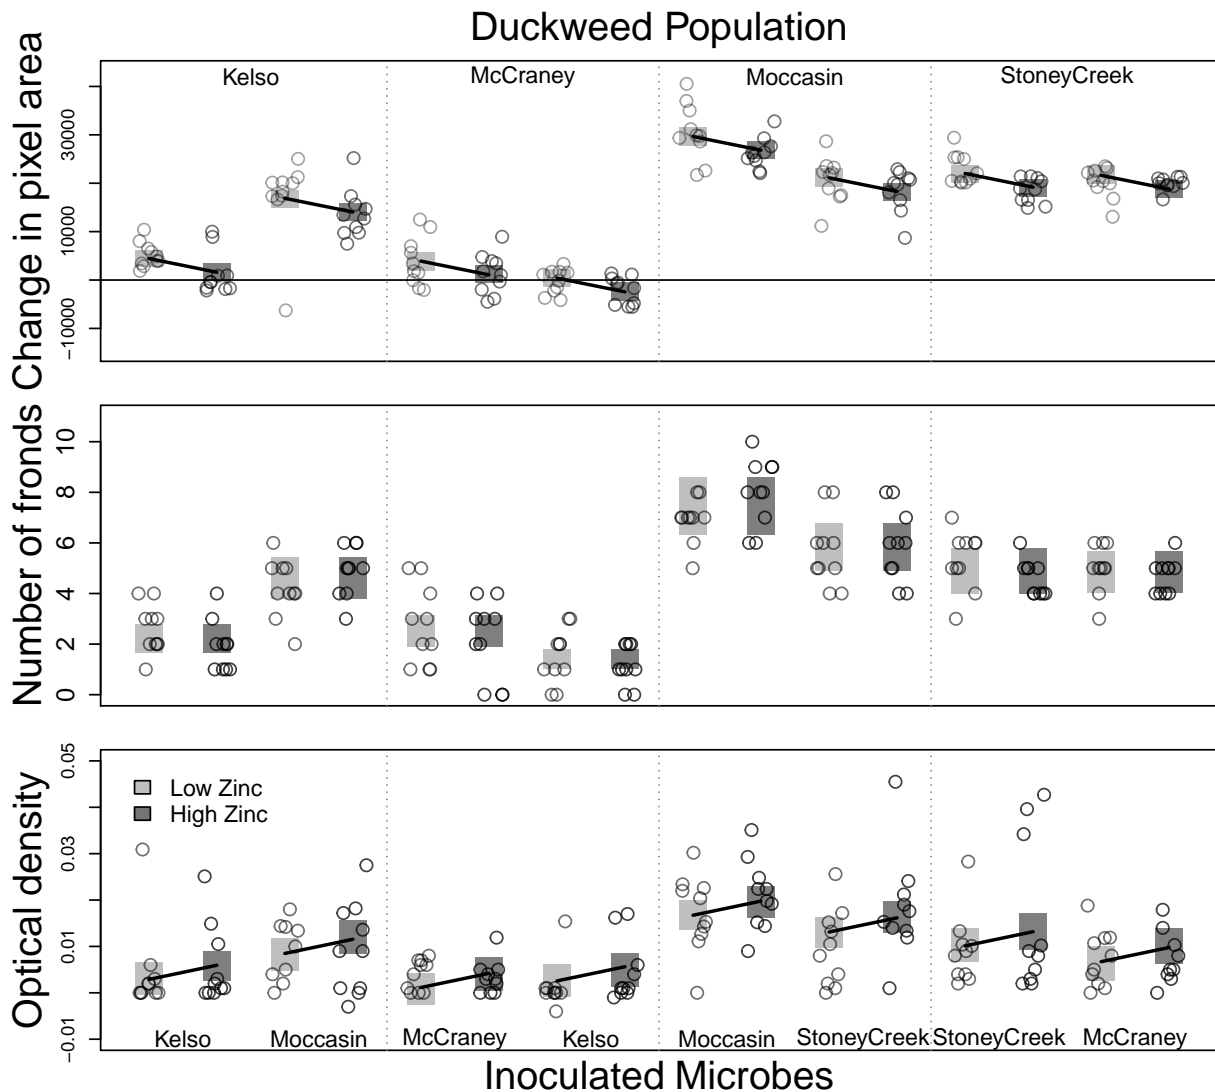 Duckweed Population
Kelso McCraney Moccasin StoneyCreek
Change in pixel area
30000
10000
−10000
Number of fronds
10
8
6
4
2
0
Optical density
0.05
0.03
0.01
−0.01
Low Zinc
High Zinc
Kelso Moccasin McCraney Kelso Moccasin StoneyCreek StoneyCreek McCraney
Inoculated Microbes